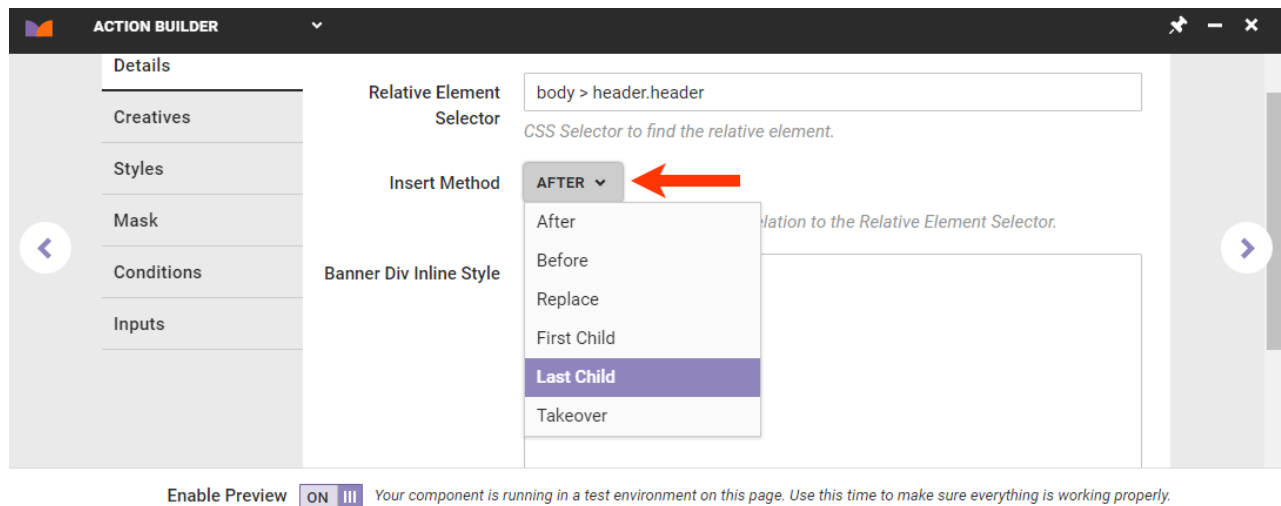 ACTION BUILDER
Details
Creatives
Styles
Mask
Conditions
Inputs
Relative Element
Selector
body > header.header
CSS Selector to find the relative element.
Insert Method
AFTER
After
Before
Replace
First Child
Last Child
Takeover
relation to the Relative Element Selector.
Banner Div Inline Style
Enable Preview
ON
Your component is running in a test environment on this page. Use this time to make sure everything is working properly.